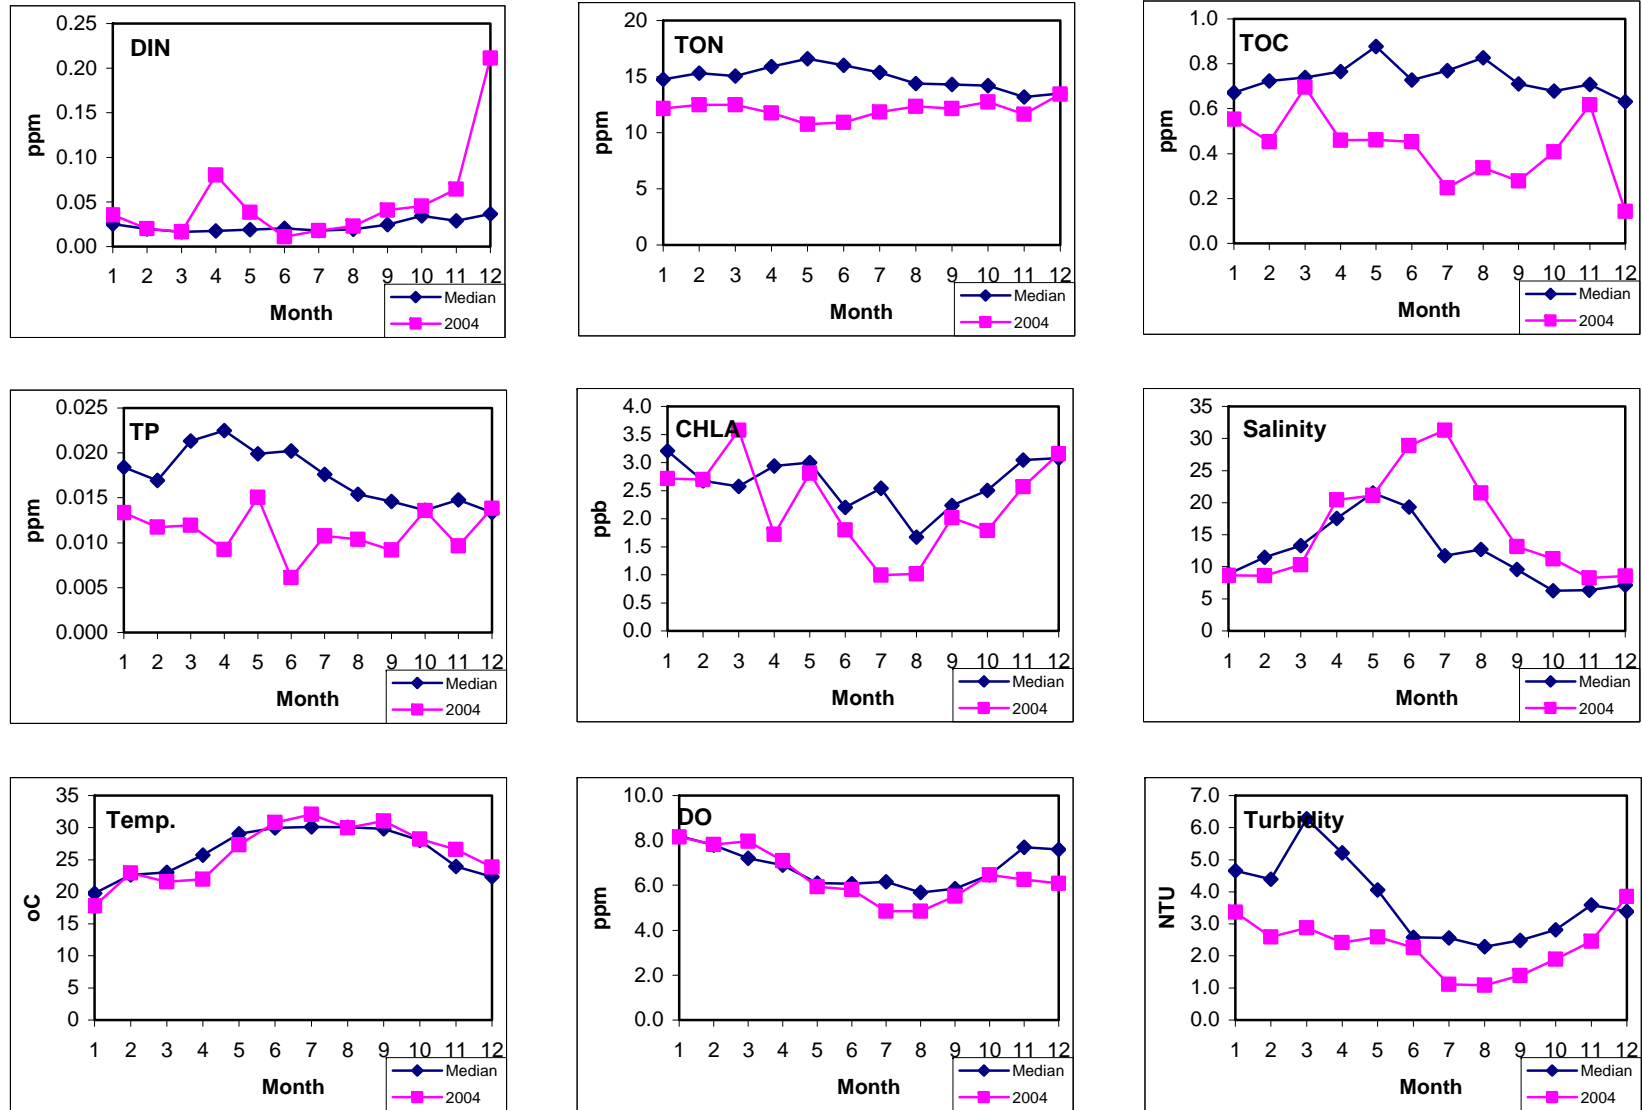 DIN
0.25
0.20
0.15
0.10
0.05
0.00
ppm
1 2 3 4 5 6 7 8 9 10 11 12
Month
Median
2004
TON
20
15
10
5
0
ppm
1 2 3 4 5 6 7 8 9 10 11 12
Month
Median
2004
TOC
1.0
0.8
0.6
0.4
0.2
0.0
ppm
1 2 3 4 5 6 7 8 9 10 11 12
Month
Median
2004
TP
0.025
0.020
0.015
0.010
0.005
0.000
ppm
1 2 3 4 5 6 7 8 9 10 11 12
Month
Median
2004
CHLA
4.0
3.5
3.0
2.5
2.0
1.5
1.0
0.5
0.0
ppb
1 2 3 4 5 6 7 8 9 10 11 12
Month
Median
2004
Salinity
35
30
25
20
15
10
5
0
1 2 3 4 5 6 7 8 9 10 11 12
Month
Median
2004
Temp.
35
30
25
20
15
10
5
0
oC
1 2 3 4 5 6 7 8 9 10 11 12
Month
Median
2004
DO
10.0
8.0
6.0
4.0
2.0
0.0
ppm
1 2 3 4 5 6 7 8 9 10 11 12
Month
Median
2004
Turbidity
7.0
6.0
5.0
4.0
3.0
2.0
1.0
0.0
NTU
1 2 3 4 5 6 7 8 9 10 11 12
Month
Median
2004